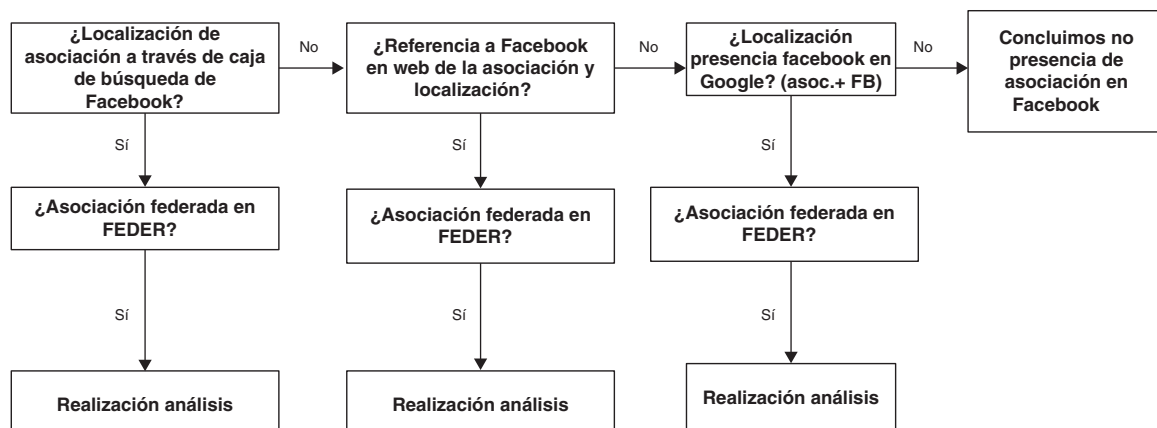 ¿Localización de
asociación a través de caja
de búsqueda de
Facebook?
No
¿Referencia a Facebook
en web de la asociación y
localización?
No
¿Localización
presencia facebook en
Google? (asoc.+ FB)
No
Concluimos no
presencia de
asociación en
Facebook
Sí
Sí
Sí
¿Asociación federada en
FEDER?
¿Asociación federada en
FEDER?
¿Asociación federada en
FEDER?
Sí
Sí
Sí
Realización análisis
Realización análisis
Realización análisis